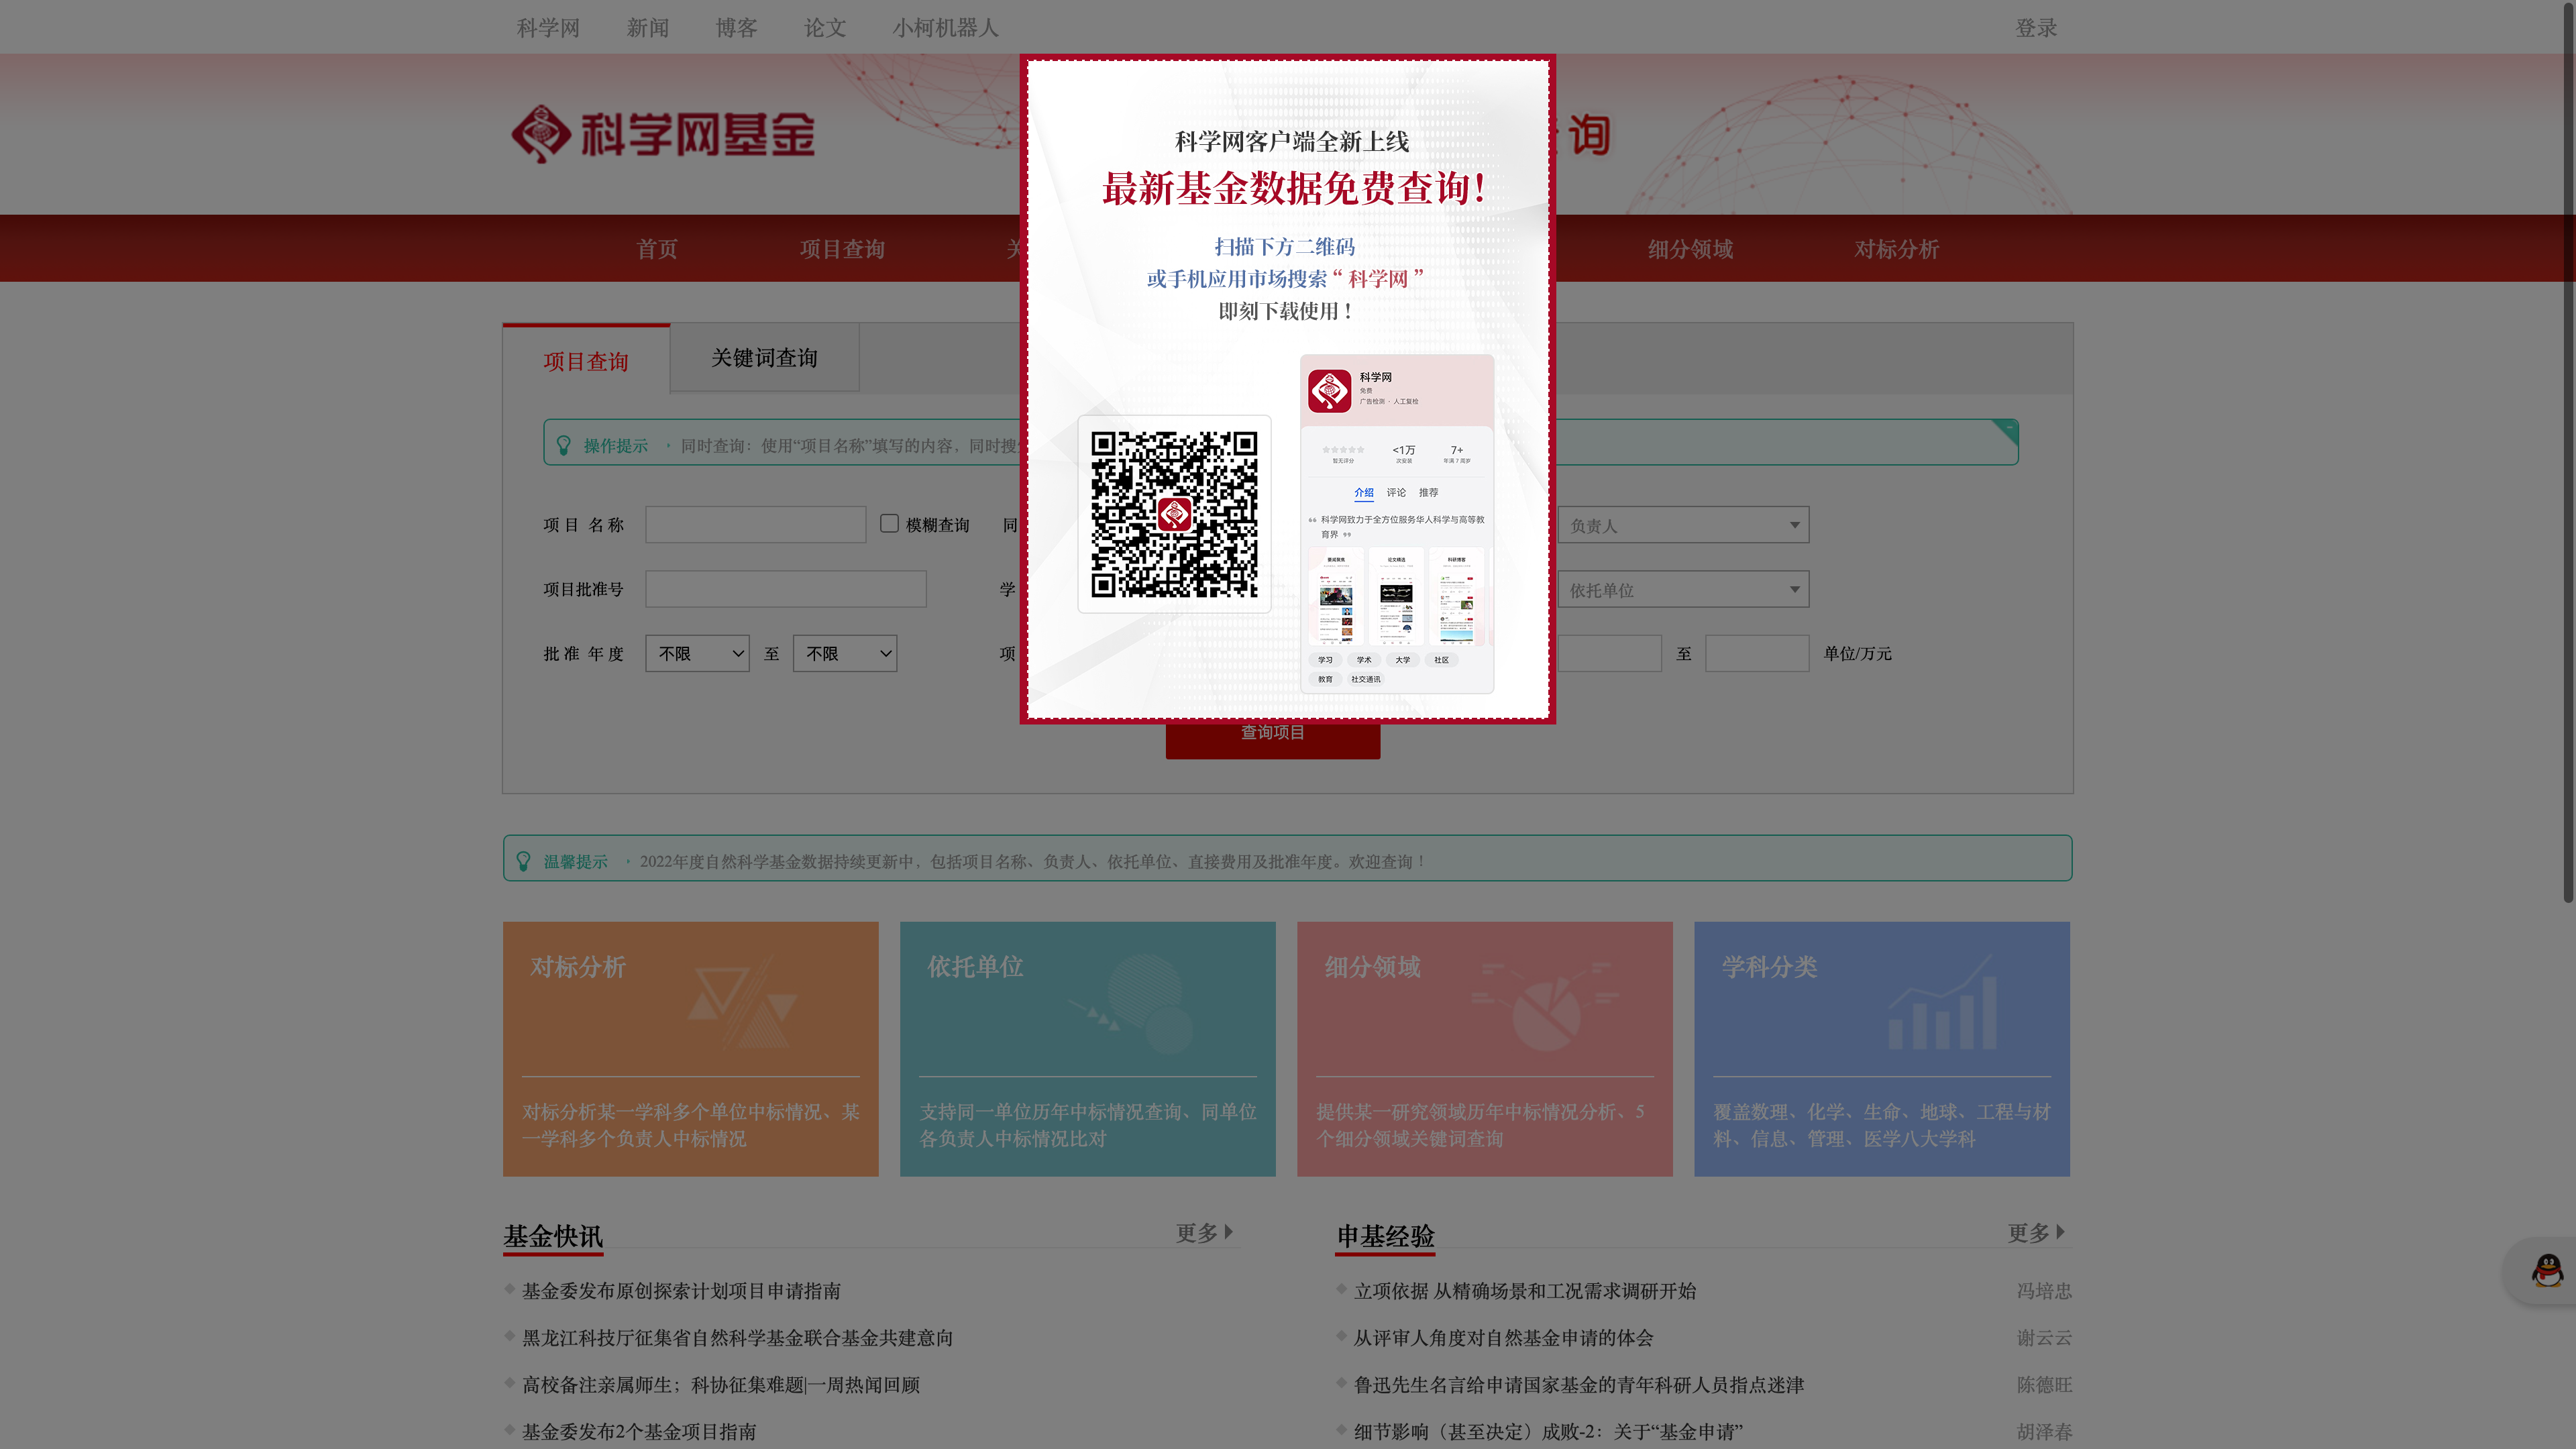 科学网 新闻 博客 论文 小柯机器人 登录
科学网基金 询
首页 项目查询 细分领域 对标分析
科学网客户端全新上线
最新基金数据免费查询!
扫描下方二维码
或手机应用市场搜索“科学网”
即刻下载使用！
科学网
免费
广告检测 · 人工复检
<1万 7+
暂无评分 次安装 年满 7 周岁
介绍 评论 推荐
科学网致力于全方位服务华人科学与高等教
育界
要闻聚焦 论文精选 科研博客
学习 学术 大学 社区
教育 社交通讯
项目查询 关键词查询
操作提示 同时查询：使用“项目名称”填写的内容，同时搜
项 目 名 称 模糊查询 同 负责人
项目批准号 学 依托单位
批 准 年 度 不限 至 不限 项 至 单位/万元
查询项目
温馨提示 2022年度自然科学基金数据持续更新中，包括项目名称、负责人、依托单位、直接费用及批准年度。欢迎查询！
对标分析
对标分析某一学科多个单位中标情况、某
一学科多个负责人中标情况
依托单位
支持同一单位历年中标情况查询、同单位
各负责人中标情况比对
细分领域
提供某一研究领域历年中标情况分析、5
个细分领域关键词查询
学科分类
覆盖数理、化学、生命、地球、工程与材
料、信息、管理、医学八大学科
基金快讯 更多
基金委发布原创探索计划项目申请指南
黑龙江科技厅征集省自然科学基金联合基金共建意向
高校备注亲属师生；科协征集难题|一周热闻回顾
基金委发布2个基金项目指南
申基经验 更多
立项依据 从精确场景和工况需求调研开始 冯培忠
从评审人角度对自然基金申请的体会 谢云云
鲁迅先生名言给申请国家基金的青年科研人员指点迷津 陈德旺
细节影响（甚至决定）成败-2：关于“基金申请” 胡泽春